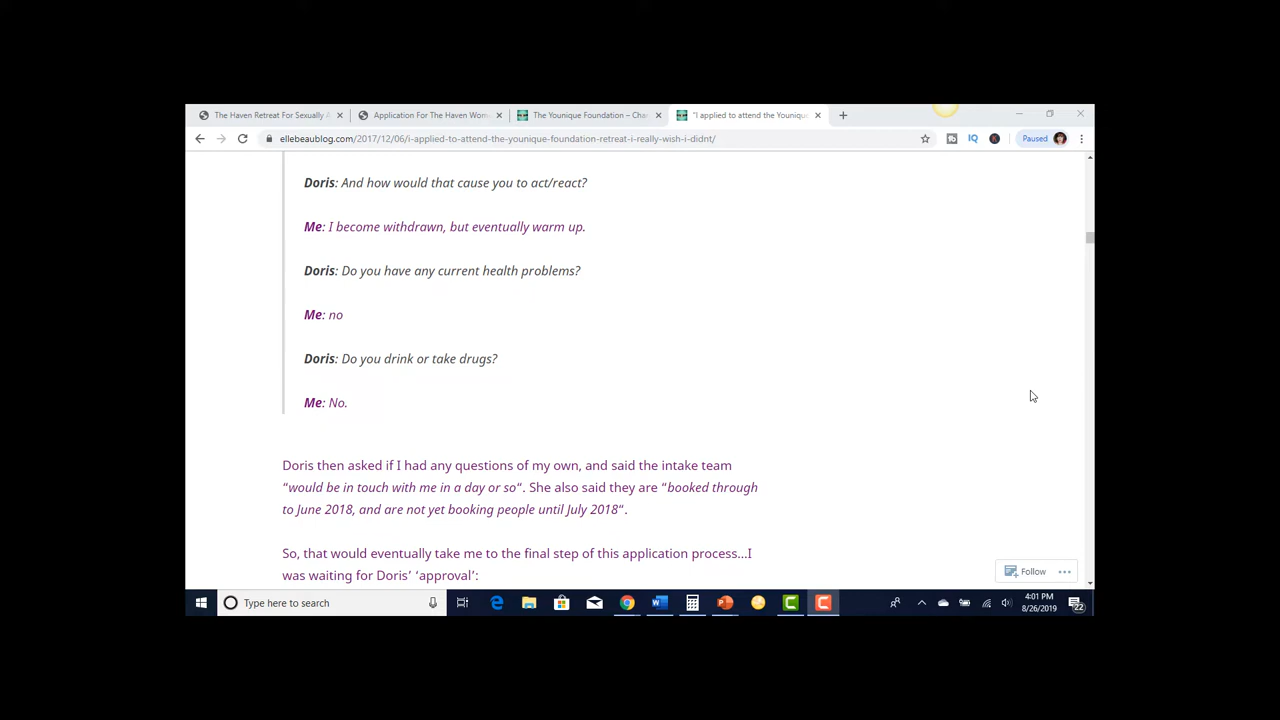 The Haven Retreat For Sexually A
Application For The Haven Wom
The Younique Foundation – Cha
"I applied to attend the Youniqu
ellebeaublog.com/2017/12/06/i-applied-to-attend-the-younique-foundation-retreat-i-really-wish-i-didnt/
IQ
Paused
Doris: And how would that cause you to act/react?
Me: I become withdrawn, but eventually warm up.
Doris: Do you have any current health problems?
Me: no
Doris: Do you drink or take drugs?
Me: No.
Doris then asked if I had any questions of my own, and said the intake team
“would be in touch with me in a day or so“. She also said they are “booked through
to June 2018, and are not yet booking people until July 2018“.
So, that would eventually take me to the final step of this application process…I
was waiting for Doris’ ‘approval’:
Follow
Type here to search
4:01 PM
8/26/2019
22